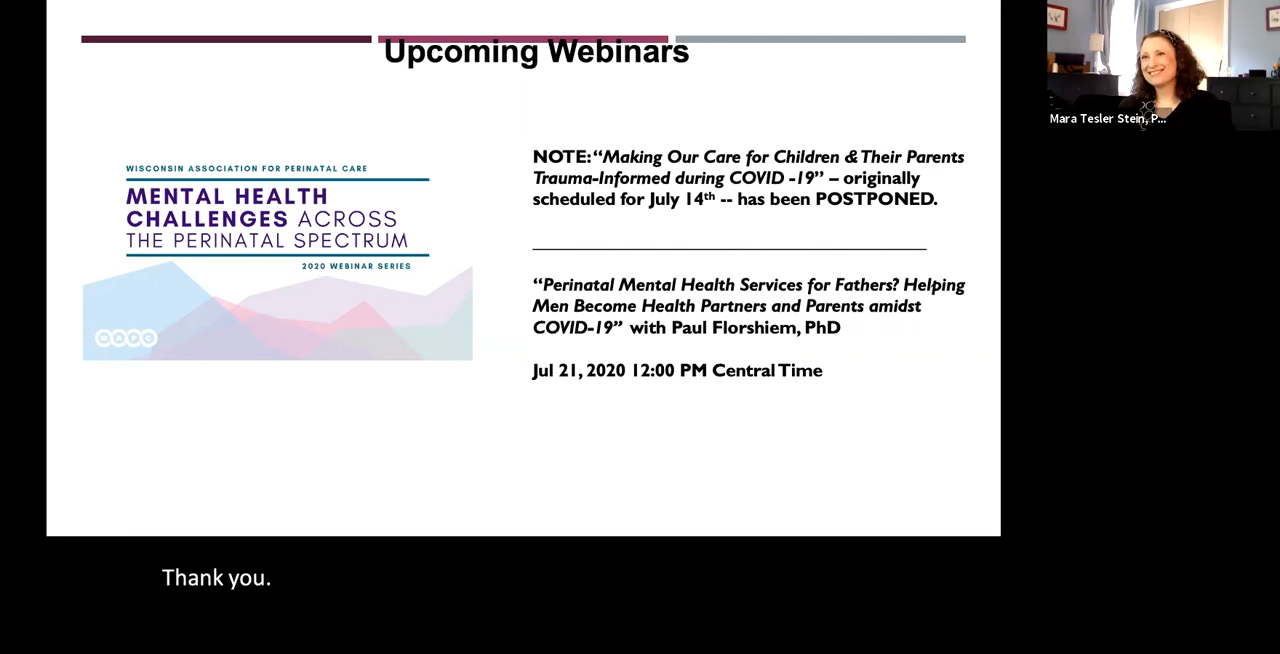 Upcoming Webinars
Mara Tesler Stein, P...
WISCONSIN ASSOCIATION FOR PERINATAL CARE
MENTAL HEALTH
CHALLENGES ACROSS
THE PERINATAL SPECTRUM
2020 WEBINAR SERIES
WAPC
NOTE: “Making Our Care for Children & Their Parents
Trauma-Informed during COVID -19” – originally
scheduled for July 14th -- has been POSTPONED.
“Perinatal Mental Health Services for Fathers? Helping
Men Become Health Partners and Parents amidst
COVID-19” with Paul Florshiem, PhD
Jul 21, 2020 12:00 PM Central Time
Thank you.